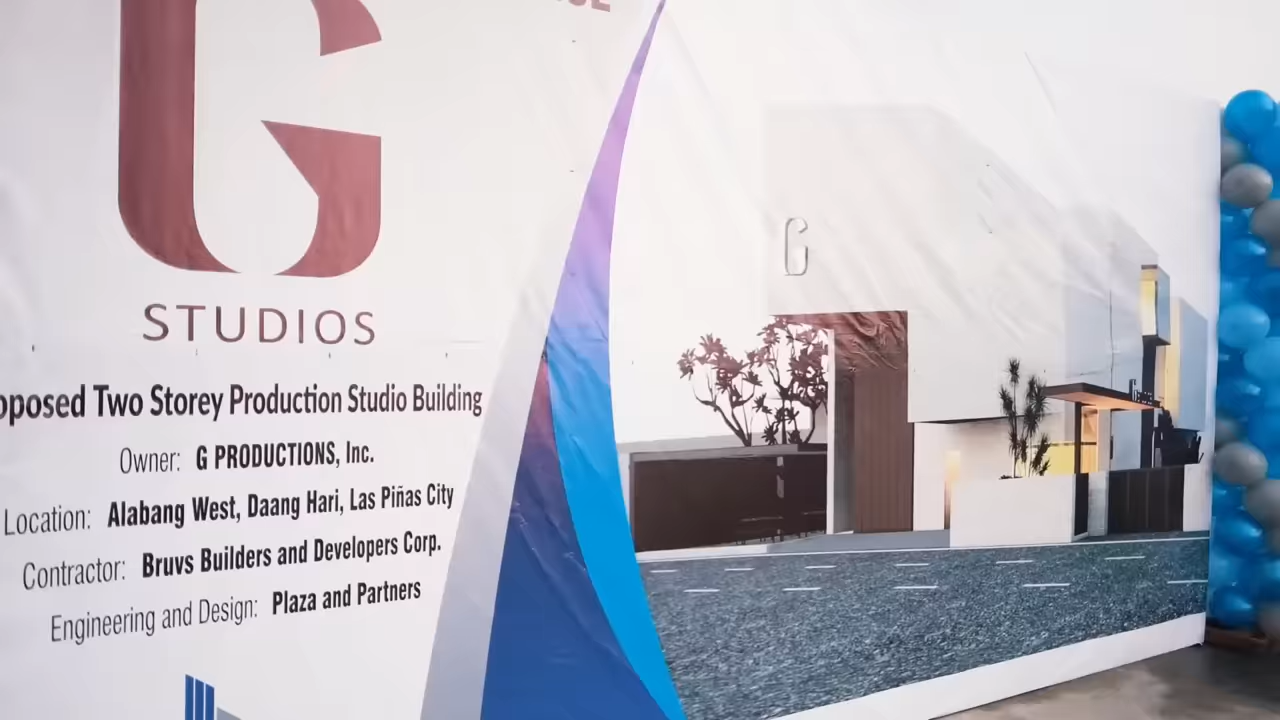 G
STUDIOS
oposed Two Storey Production Studio Building
Owner: G PRODUCTIONS, Inc.
Location: Alabang West, Daang Hari, Las Piñas City
Contractor: Bruvs Builders and Developers Corp.
Engineering and Design: Plaza and Partners
G